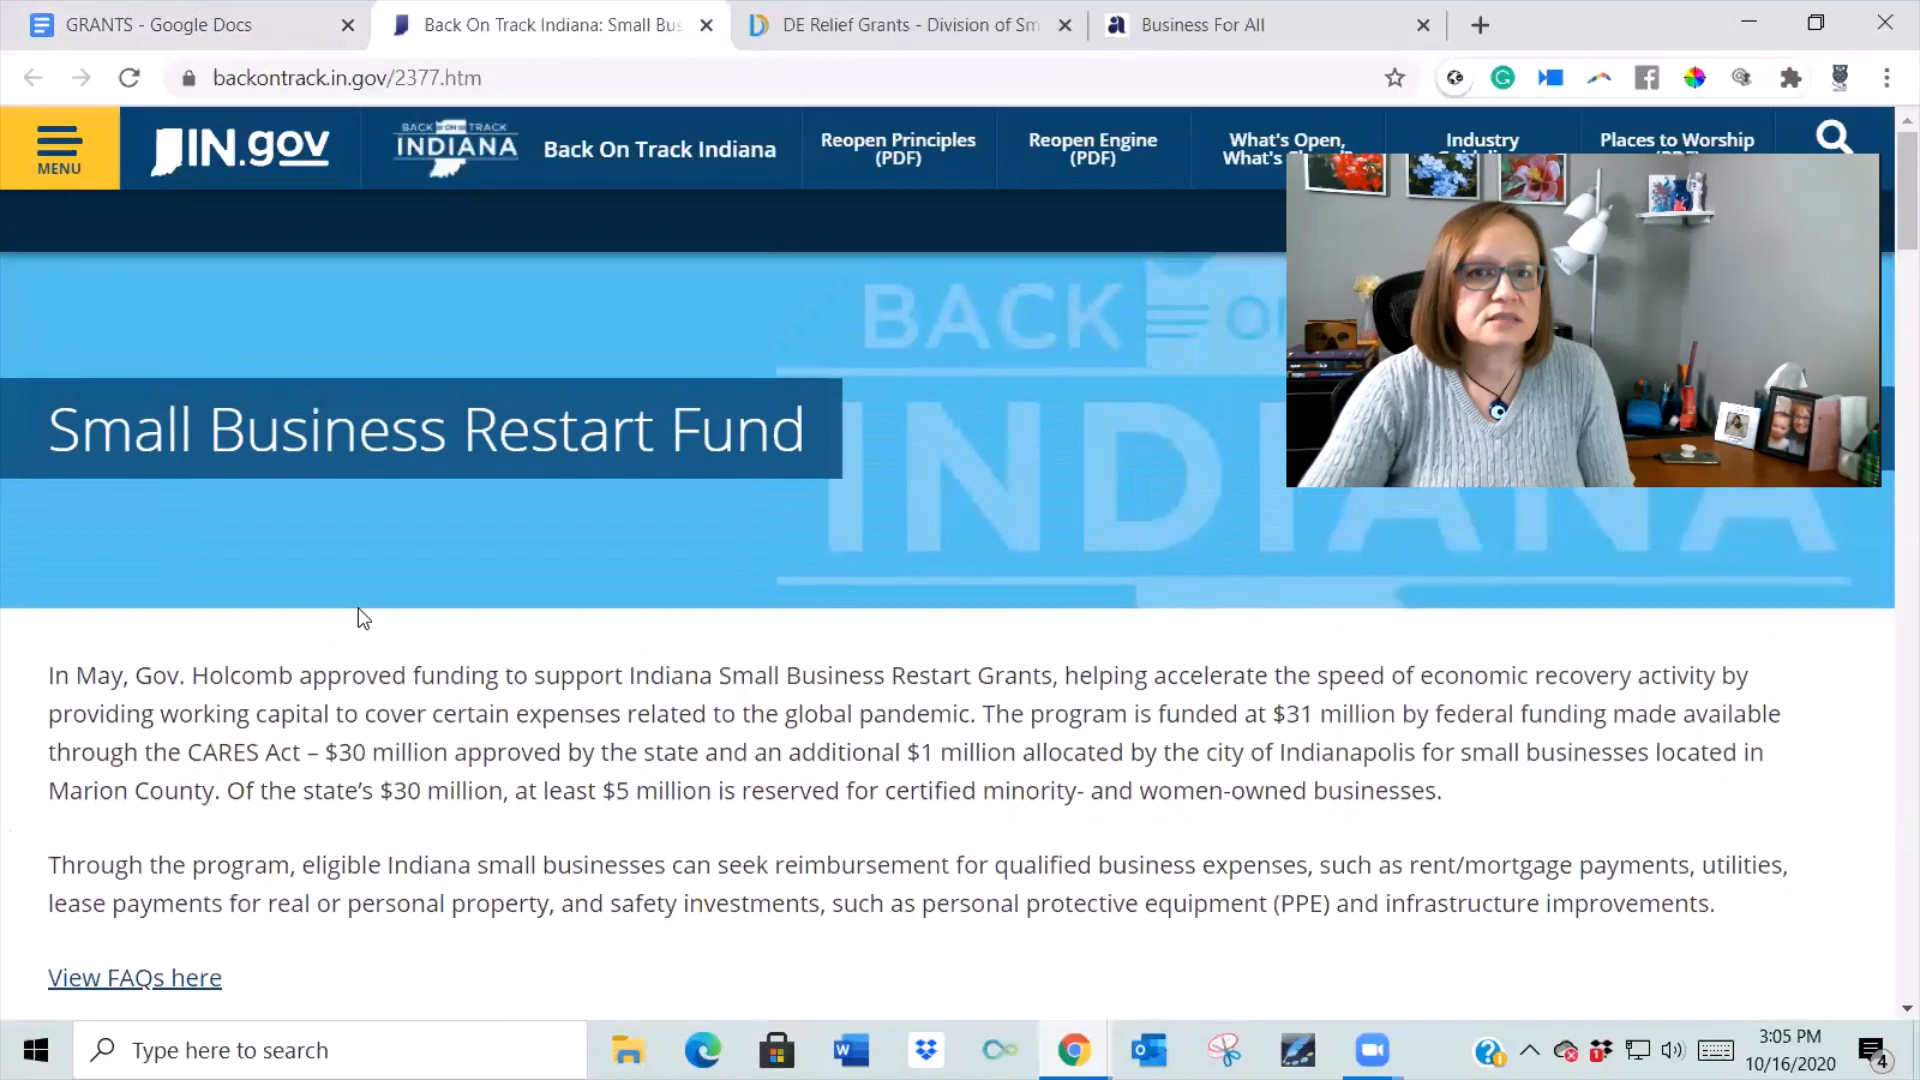 GRANTS - Google Docs
Back On Track Indiana: Small Bus
DE Relief Grants - Division of Sm
Business For All
backontrack.in.gov/2377.htm
MENU
IN.gov
BACK ON TRACK
INDIANA
Back On Track Indiana
Reopen Principles
(PDF)
Reopen Engine
(PDF)
What's Open,
What's
Industry
Places to Worship
BACK ON
INDIANA
Small Business Restart Fund
In May, Gov. Holcomb approved funding to support Indiana Small Business Restart Grants, helping accelerate the speed of economic recovery activity by
providing working capital to cover certain expenses related to the global pandemic. The program is funded at $31 million by federal funding made available
through the CARES Act – $30 million approved by the state and an additional $1 million allocated by the city of Indianapolis for small businesses located in
Marion County. Of the state's $30 million, at least $5 million is reserved for certified minority- and women-owned businesses.
Through the program, eligible Indiana small businesses can seek reimbursement for qualified business expenses, such as rent/mortgage payments, utilities,
lease payments for real or personal property, and safety investments, such as personal protective equipment (PPE) and infrastructure improvements.
View FAQs here
Type here to search
3:05 PM
10/16/2020
4